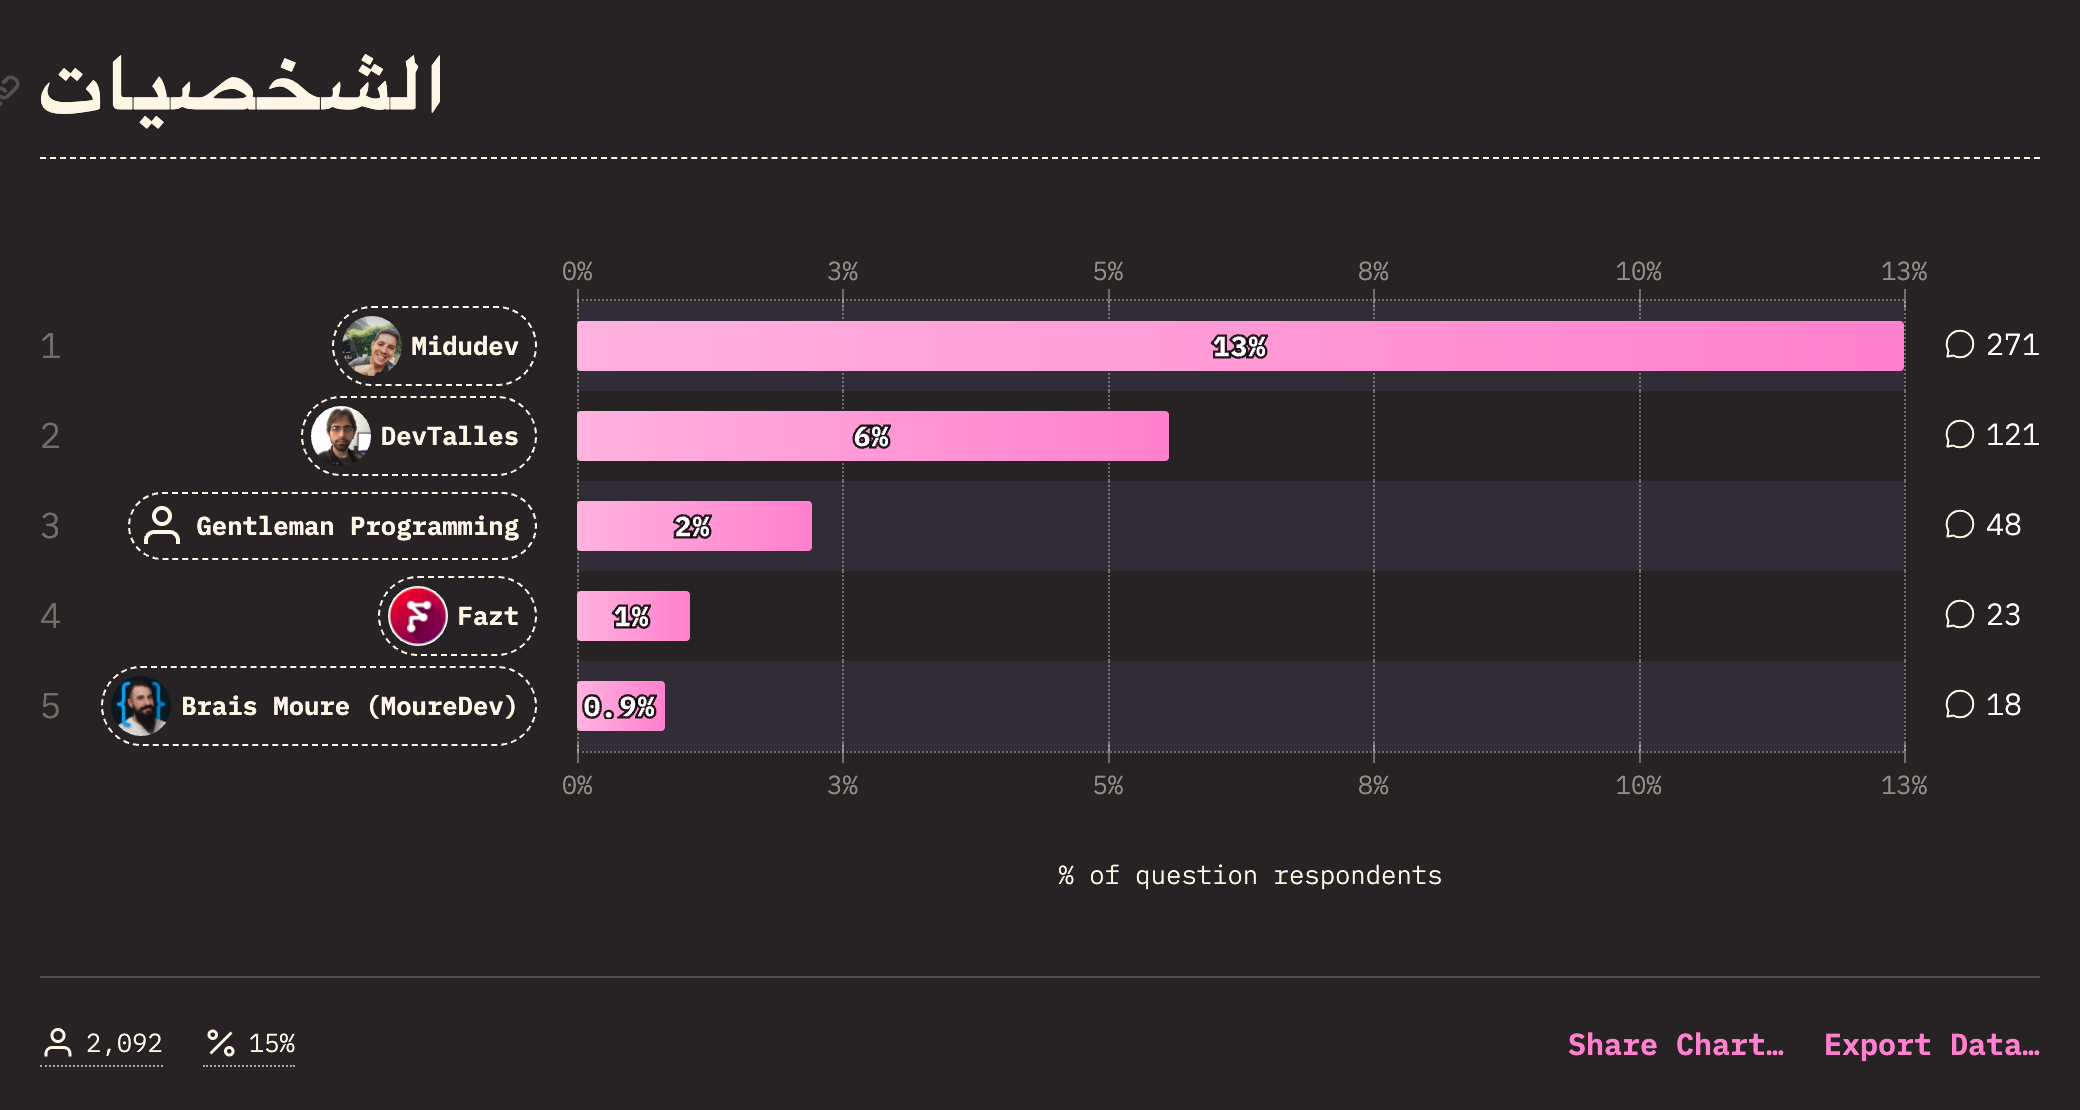 الشخصيات
0% 3% 5% 8% 10% 13%
1 Midudev 13% 271
2 DevTalles 6% 121
3 Gentleman Programming 2% 48
4 Fazt 1% 23
5 Brais Moure (MoureDev) 0.9% 18
0% 3% 5% 8% 10% 13%
% of question respondents
2,092 15% Share Chart… Export Data…